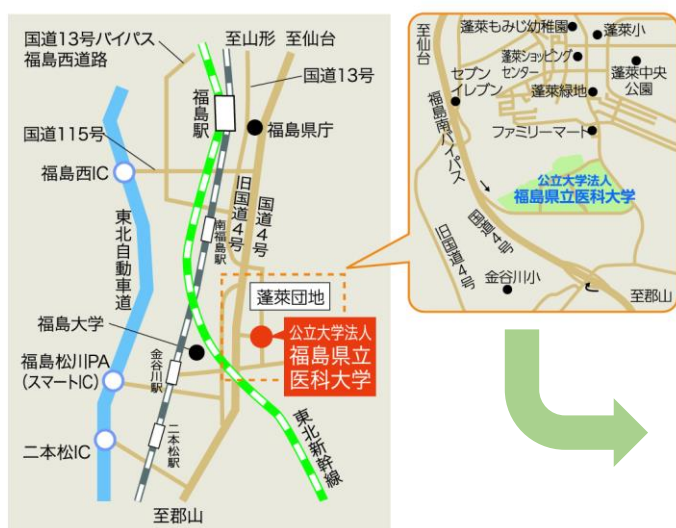 国道13号バイパス
福島西道路
至山形
至仙台
国道13号
福島駅
福島県庁
国道115号
福島西IC
東北自動車道
南福島駅
旧国道4号
国道4号
蓬萊団地
福島大学
公立大学法人
福島県立
医科大学
福島松川PA
(スマートIC)
金谷川駅
二本松IC
二本松駅
東北新幹線
至郡山
至仙台
蓬萊もみじ幼稚園
蓬萊小
蓬萊ショッピング
センター
蓬萊中央
公園
セブン
イレブン
蓬萊緑地
福島南バイパス
ファミリーマート
公立大学法人
福島県立医科大学
旧国道4号
国道4号
金谷川小
至郡山